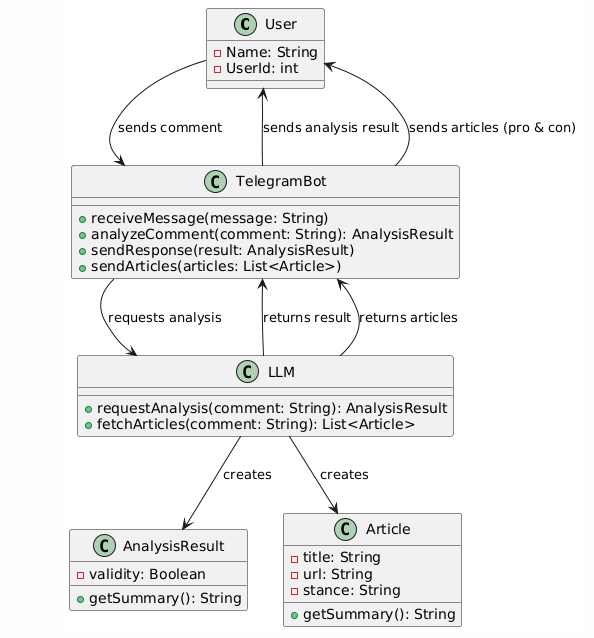 C User
Name: String
UserId: int
sends comment
sends analysis result
sends articles (pro & con)
C TelegramBot
receiveMessage(message: String)
analyzeComment(comment: String): AnalysisResult
sendResponse(result: AnalysisResult)
sendArticles(articles: List<Article>)
requests analysis
returns result
returns articles
C LLM
requestAnalysis(comment: String): AnalysisResult
fetchArticles(comment: String): List<Article>
creates
creates
C AnalysisResult
validity: Boolean
getSummary(): String
C Article
title: String
url: String
stance: String
getSummary(): String